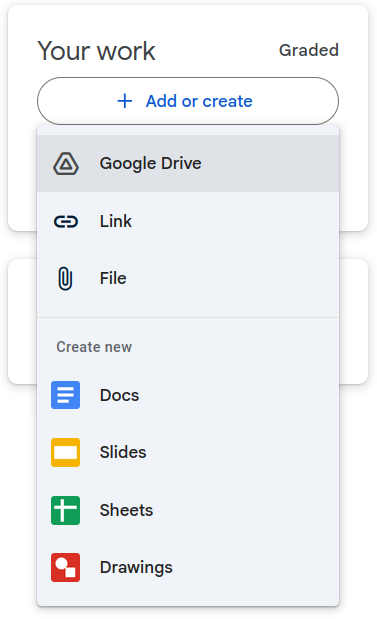 Your work
Graded
+ Add or create
Google Drive
Link
File
Create new
Docs
Slides
Sheets
Drawings